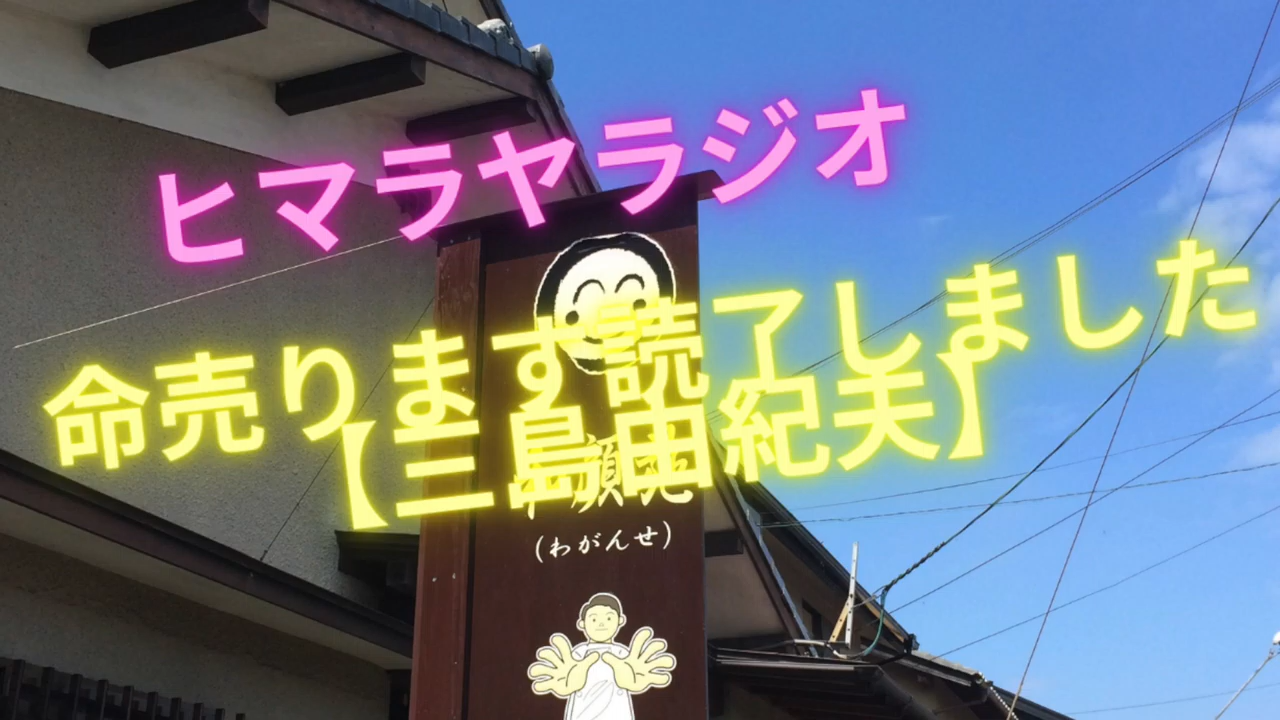 ヒマラヤラジオ
命売ります読了しました
【三島由紀夫】
(わがんせ)